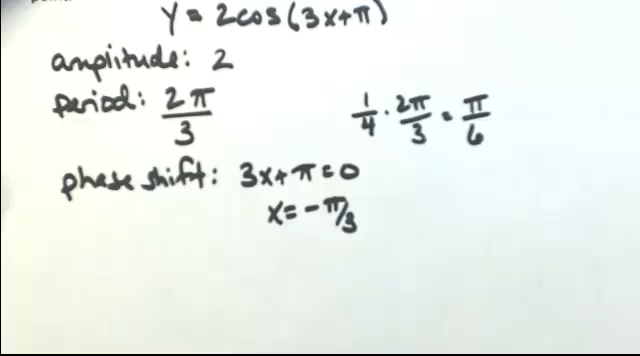 y = 2cos(3x+π)
amplitude: 2
period: 2π/3
1/4 · 2π/3 = π/6
phase shift: 3x+π=0
x=-π/3